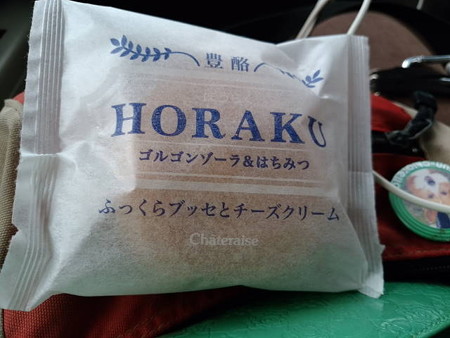 豊酪
HORAKU
ゴルゴンゾーラ&はちみつ
ふっくらブッセとチーズクリーム
Châteraisé